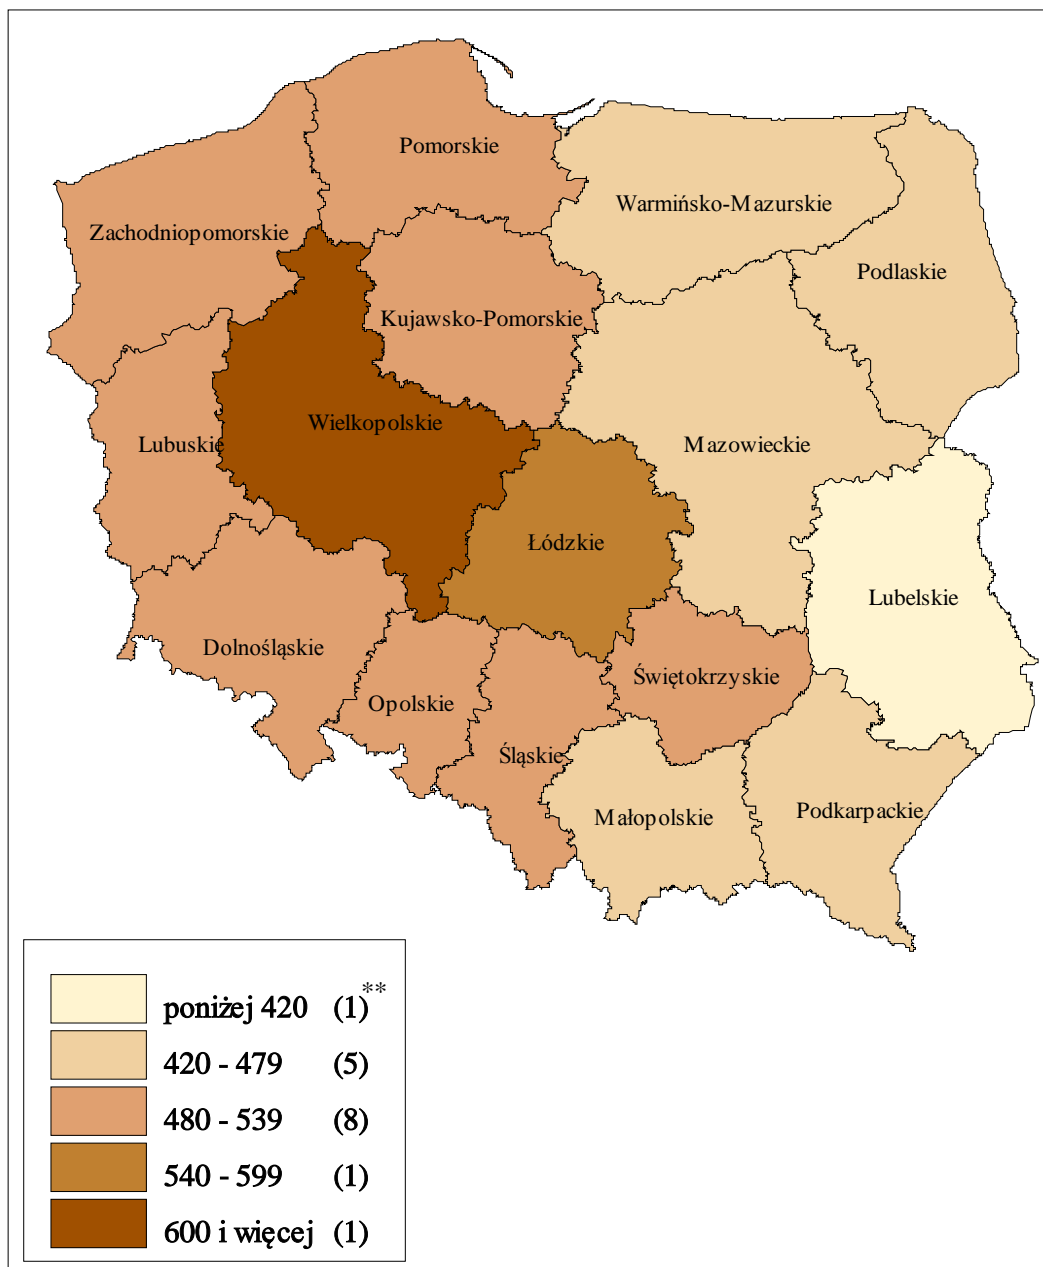 Pomorskie
Warmińsko-Mazurskie
Zachodniopomorskie
Podlaskie
Kujawsko-Pomorskie
Wielkopolskie
Lubuskie
Mazowieckie
Łódzkie
Lubelskie
Dolnośląskie
Świętokrzyskie
Opolskie
Śląskie
Podkarpackie
Małopolskie
poniżej 420 (1)**
420 - 479 (5)
480 - 539 (8)
540 - 599 (1)
600 i więcej (1)